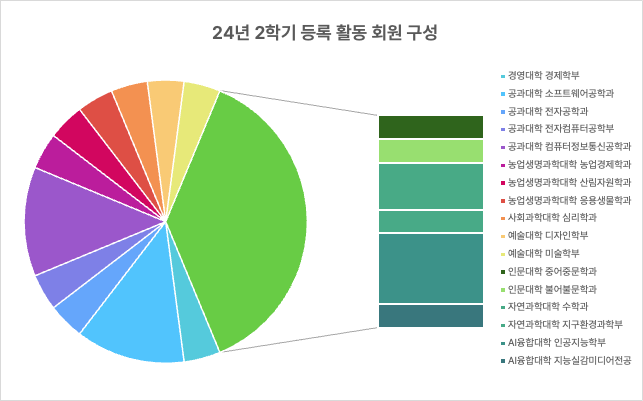 24년 2학기 등록 활동 회원 구성
경영대학 경제학부
공과대학 소프트웨어공학과
공과대학 전자공학과
공과대학 전자컴퓨터공학부
공과대학 컴퓨터정보통신공학과
농업생명과학대학 농업경제학과
농업생명과학대학 산림자원학과
농업생명과학대학 응용생물학과
사회과학대학 심리학과
예술대학 디자인학부
예술대학 미술학부
인문대학 중어중문학과
인문대학 불어불문학과
자연과학대학 수학과
자연과학대학 지구환경과학부
AI융합대학 인공지능학부
AI융합대학 지능실감미디어전공